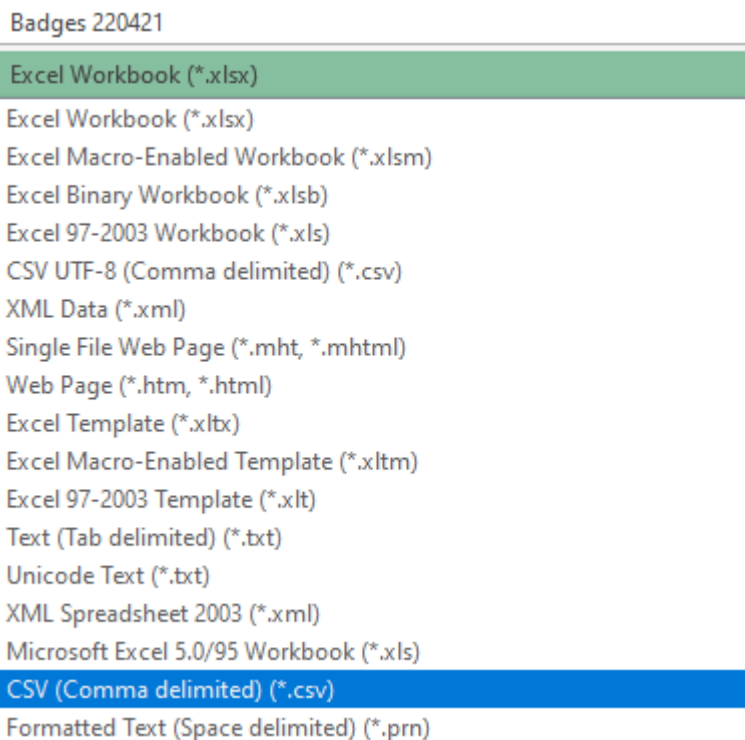 Badges 220421
Excel Workbook (*.xlsx)
Excel Workbook (*.xlsx)
Excel Macro-Enabled Workbook (*.xlsm)
Excel Binary Workbook (*.xlsb)
Excel 97-2003 Workbook (*.xls)
CSV UTF-8 (Comma delimited) (*.csv)
XML Data (*.xml)
Single File Web Page (*.mht, *.mhtml)
Web Page (*.htm, *.html)
Excel Template (*.xltx)
Excel Macro-Enabled Template (*.xltm)
Excel 97-2003 Template (*.xlt)
Text (Tab delimited) (*.txt)
Unicode Text (*.txt)
XML Spreadsheet 2003 (*.xml)
Microsoft Excel 5.0/95 Workbook (*.xls)
CSV (Comma delimited) (*.csv)
Formatted Text (Space delimited) (*.prn)